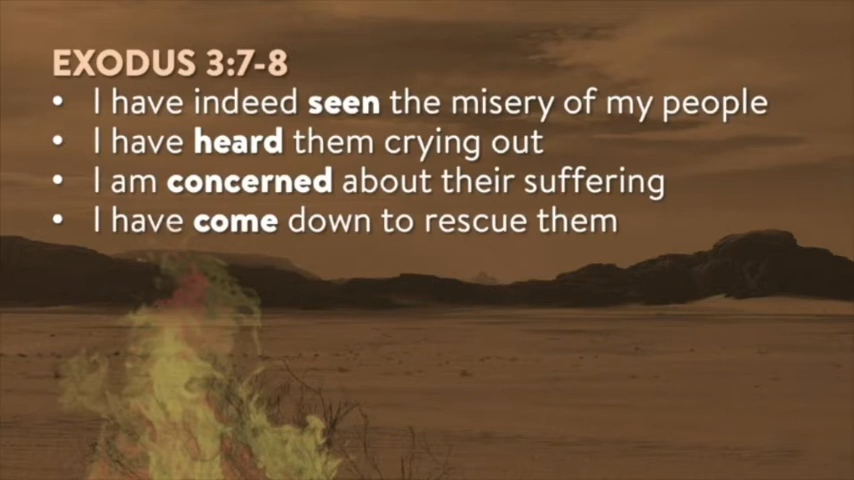 EXODUS 3:7-8
• I have indeed seen the misery of my people
• I have heard them crying out
• I am concerned about their suffering
• I have come down to rescue them